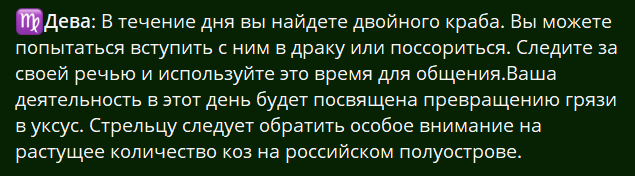 ♍Дева: В течение дня вы найдете двойного краба. Вы можете
попытаться вступить с ним в драку или поссориться. Следите за
своей речью и используйте это время для общения.Ваша
деятельность в этот день будет посвящена превращению грязи
в уксус. Стрельцу следует обратить особое внимание на
растущее количество коз на российском полуострове.